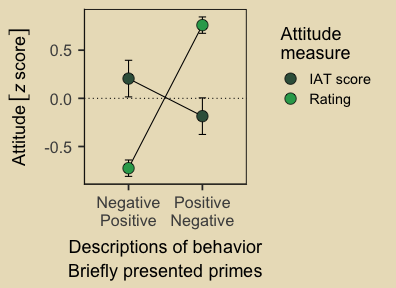 Attitude [z score]
0.5
0.0
-0.5
Negative Positive
Positive Negative
Descriptions of behavior
Briefly presented primes
Attitude
measure
IAT score
Rating